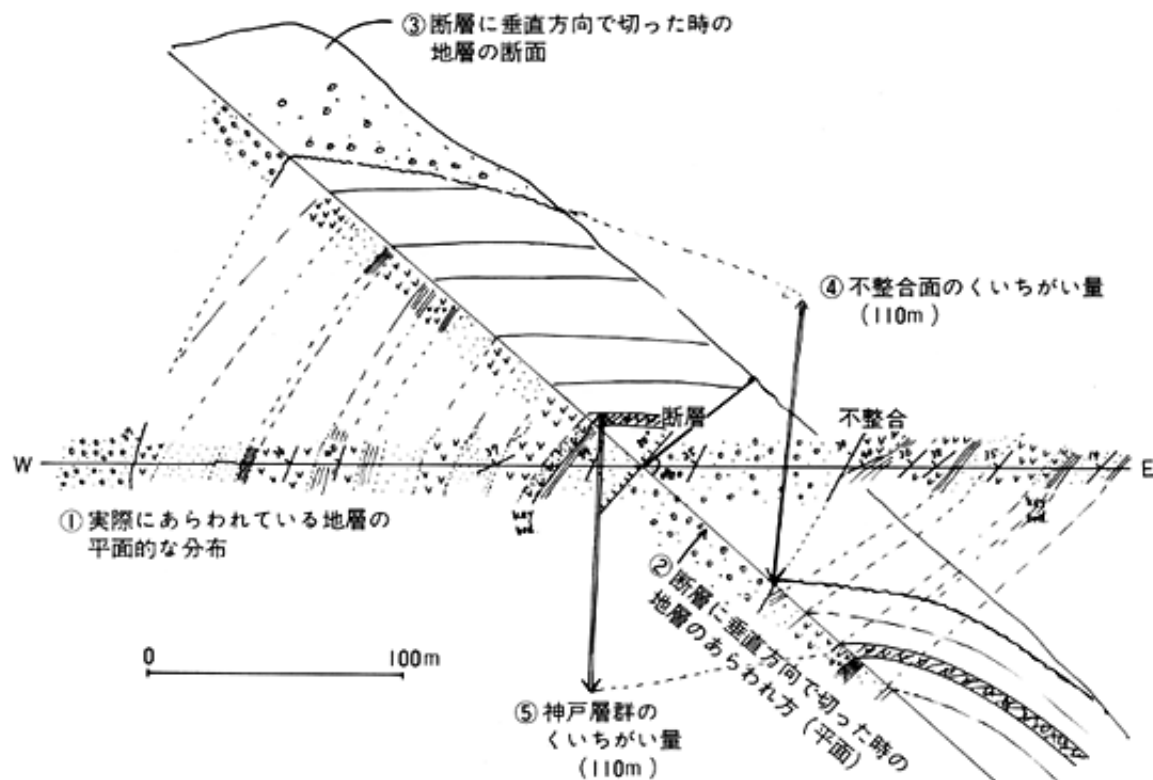 ③断層に垂直方向で切った時の
地層の断面
④不整合面のくいちがい量
(110m)
断層
不整合
W
E
①実際にあらわれている地層の
平面的な分布
key
bed
②断層に垂直方向で切った時の
地層のあらわれ方(平面)
0
100m
⑤神戸層群の
くいちがい量
(110m)